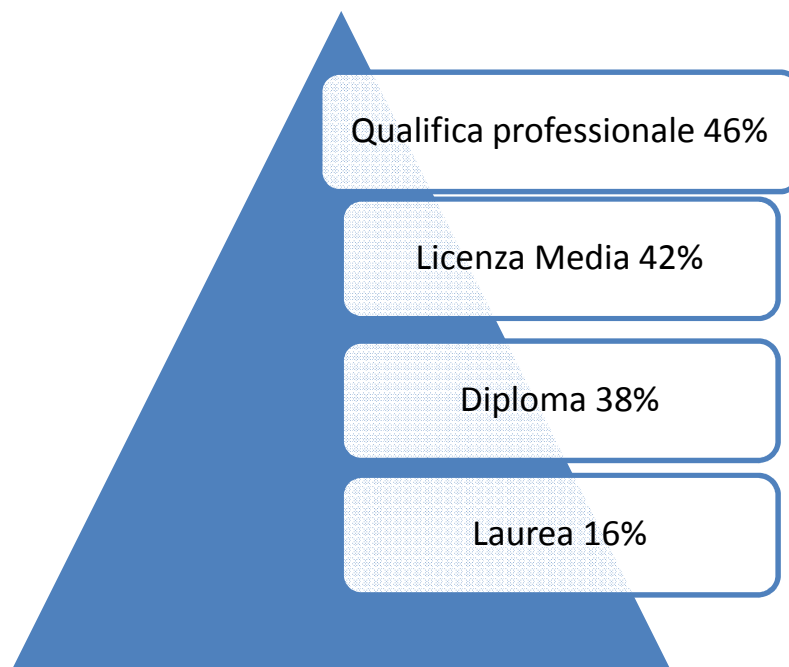 Qualifica professionale 46%
Licenza Media 42%
Diploma 38%
Laurea 16%